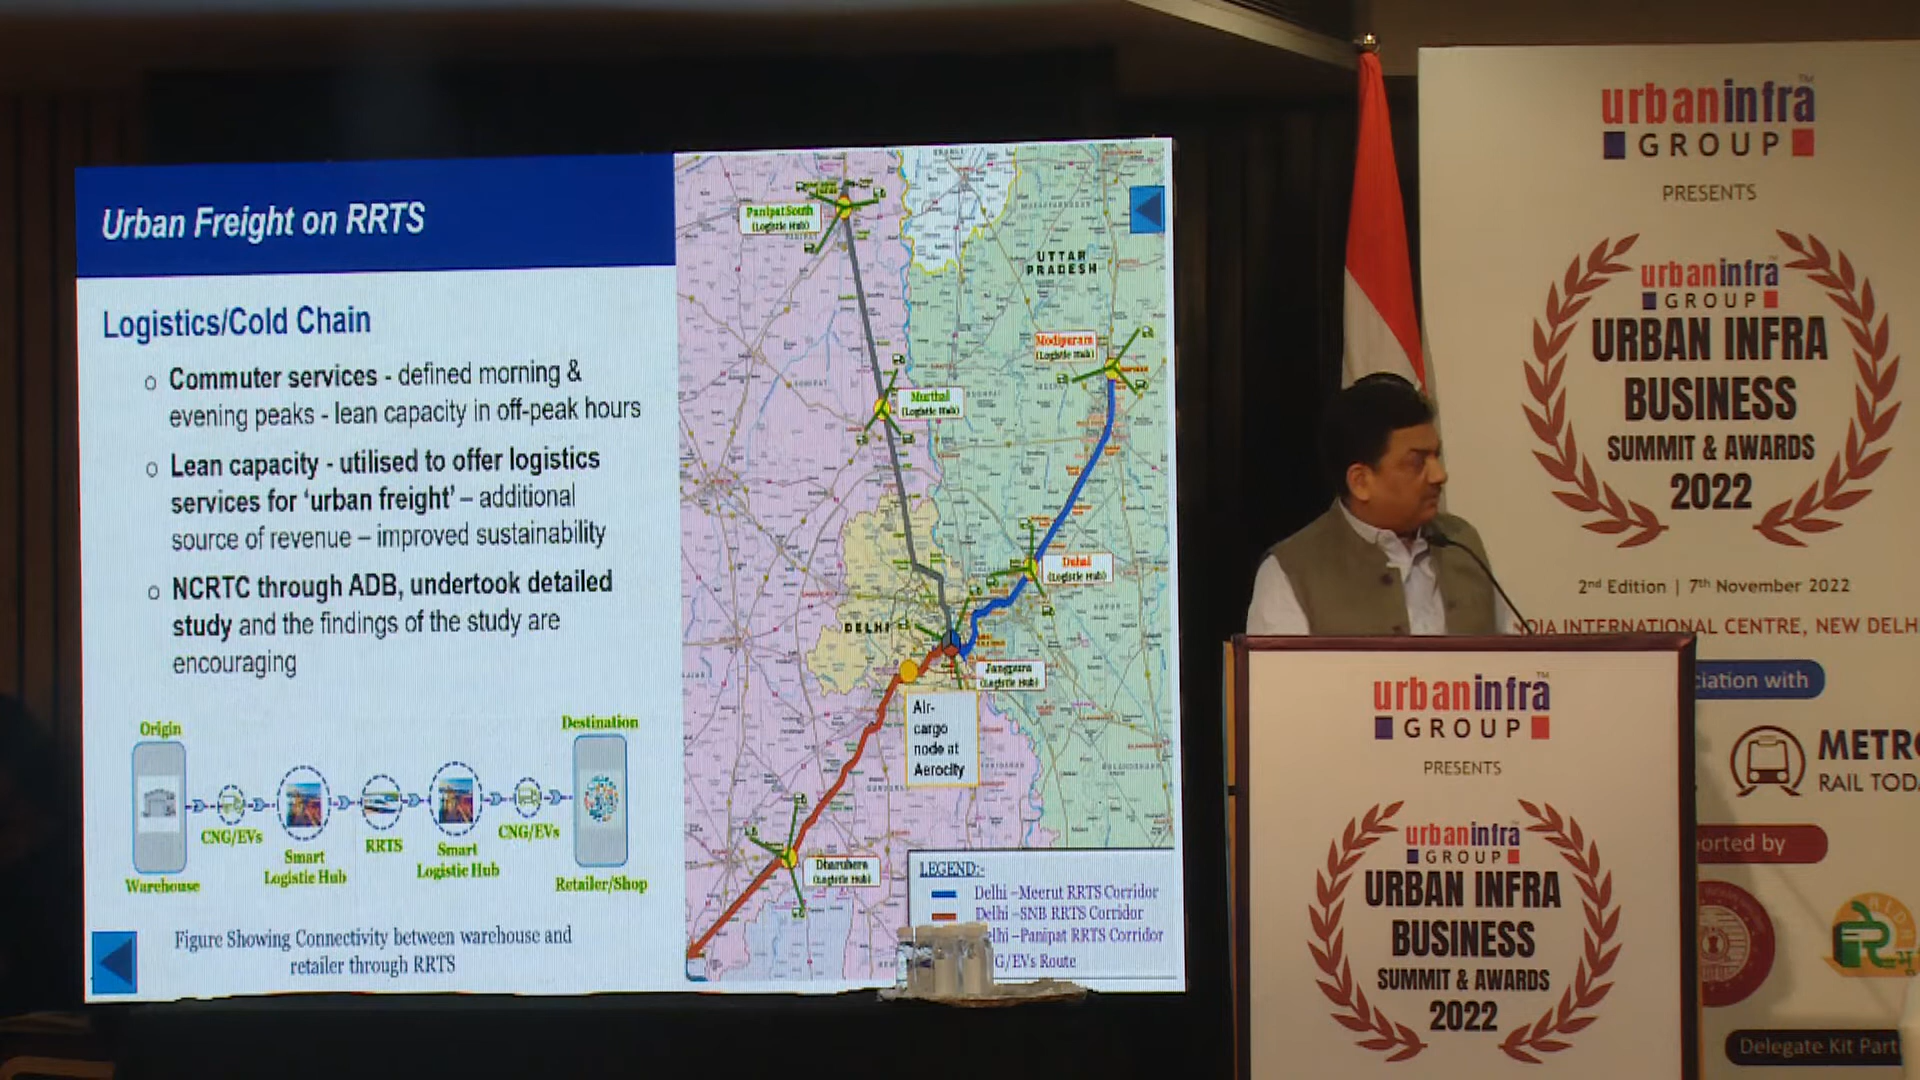 Urban Freight on RRTS
Logistics/Cold Chain
Commuter services - defined morning &
evening peaks - lean capacity in off-peak hours
Lean capacity - utilised to offer logistics
services for ‘urban freight’ – additional
source of revenue – improved sustainability
NCRTC through ADB, undertook detailed
study and the findings of the study are
encouraging
Origin
Destination
CNG/EVs
Smart
Logistic Hub
RRTS
Smart
Logistic Hub
CNG/EVs
Warehouse
Retailer/Shop
Figure Showing Connectivity between warehouse and
retailer through RRTS
Panipat South
(Logistic Hub)
UTTAR
PRADESH
Modipuram
(Logistic Hub)
Murthal
(Logistic Hub)
Duhai
(Logistic Hub)
DELHI
Jangpura
(Logistic Hub)
Air-
cargo
node at
Aerocity
Dharuhera
(Logistic Hub)
LEGEND:-
Delhi –Meerut RRTS Corridor
Delhi –SNB RRTS Corridor
elhi –Panipat RRTS Corridor
G/EVs Route
urbaninfra™
GROUP
PRESENTS
urbaninfra
GROUP
URBAN INFRA
BUSINESS
SUMMIT & AWARDS
2022
2nd Edition | 7th November 2022
DIA INTERNATIONAL CENTRE, NEW DELH
iation with
METR
RAIL TOD
orted by
Delegate Kit Part
urbaninfra™
GROUP
PRESENTS
urbaninfra
GROUP
URBAN INFRA
BUSINESS
SUMMIT & AWARDS
2022